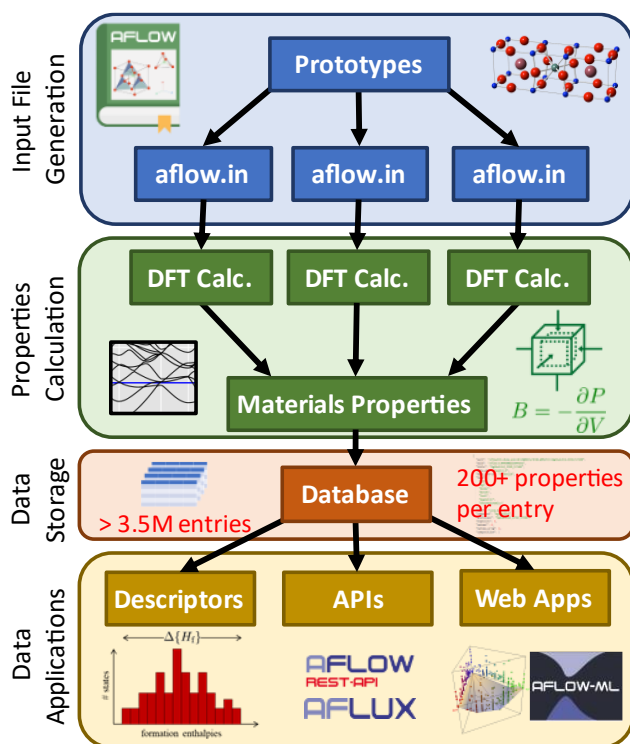 Input File
Generation
AFLOW
Prototypes
aflow.in
aflow.in
aflow.in
Properties
Calculation
DFT Calc.
DFT Calc.
DFT Calc.
Materials Properties
B = −∂P/∂V
Data
Storage
> 3.5M entries
Database
200+ properties
per entry
Data
Applications
Descriptors
APIs
Web Apps
Δ{H_f}
# states
formation enthalpies
AFLOW
REST-API
AFLUX
AFLOW-ML